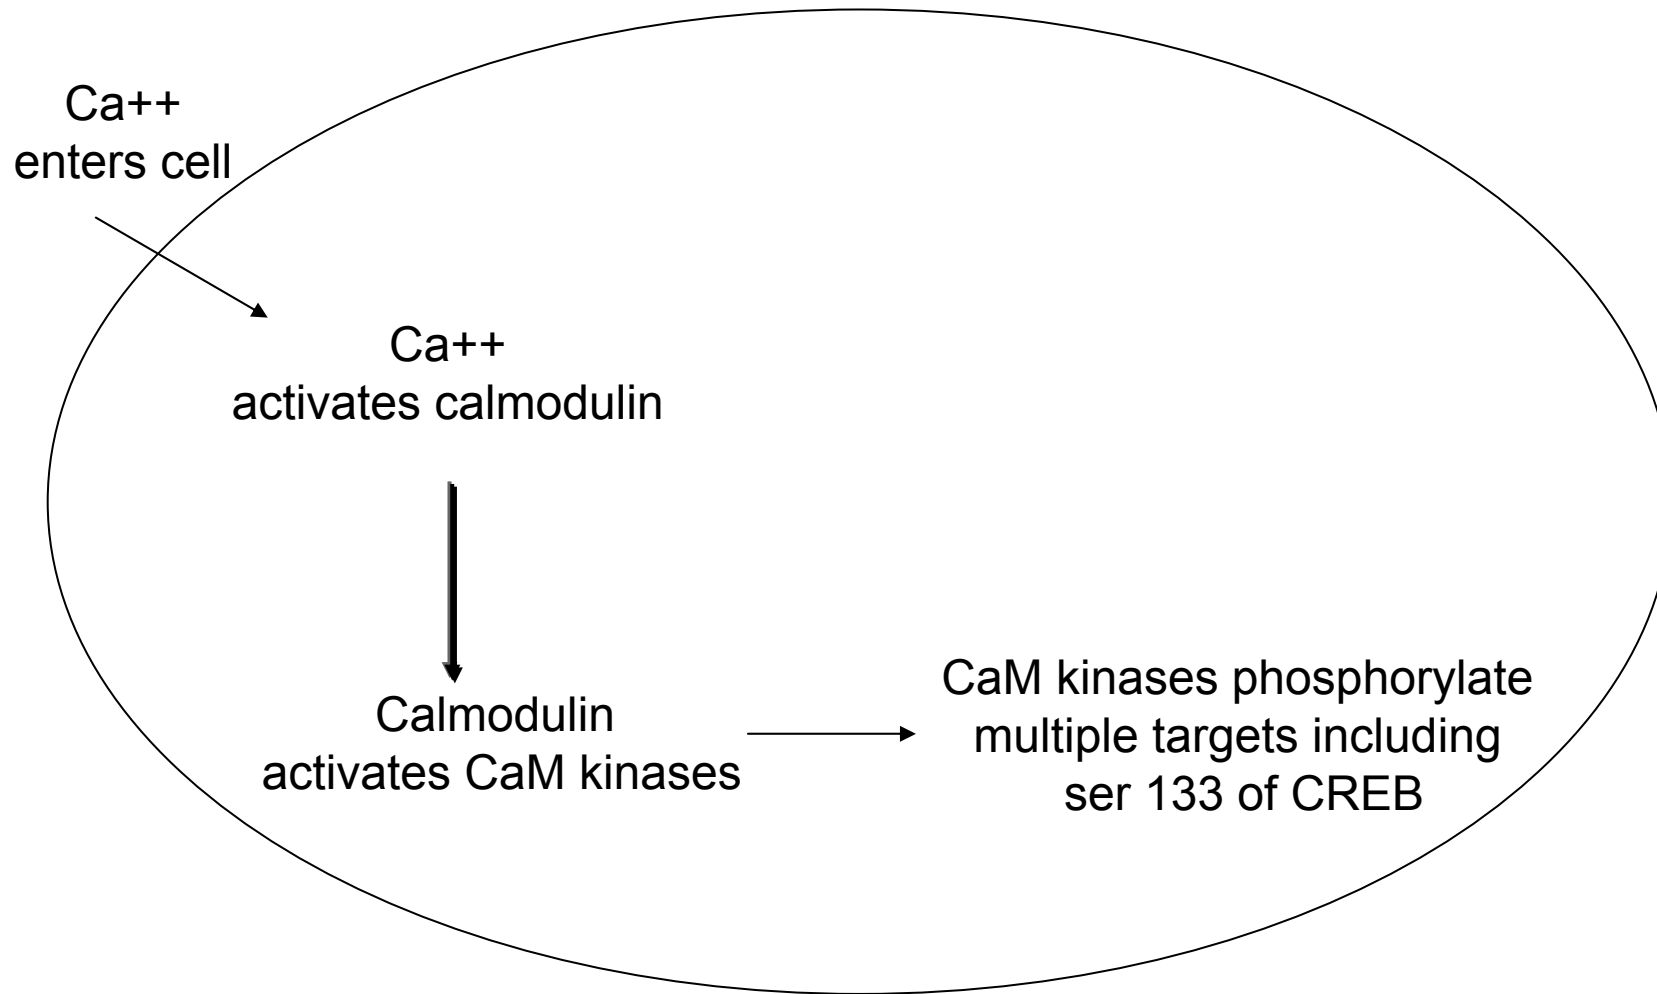 Ca++
enters cell
Ca++
activates calmodulin
Calmodulin
activates CaM kinases
CaM kinases phosphorylate
multiple targets including
ser 133 of CREB